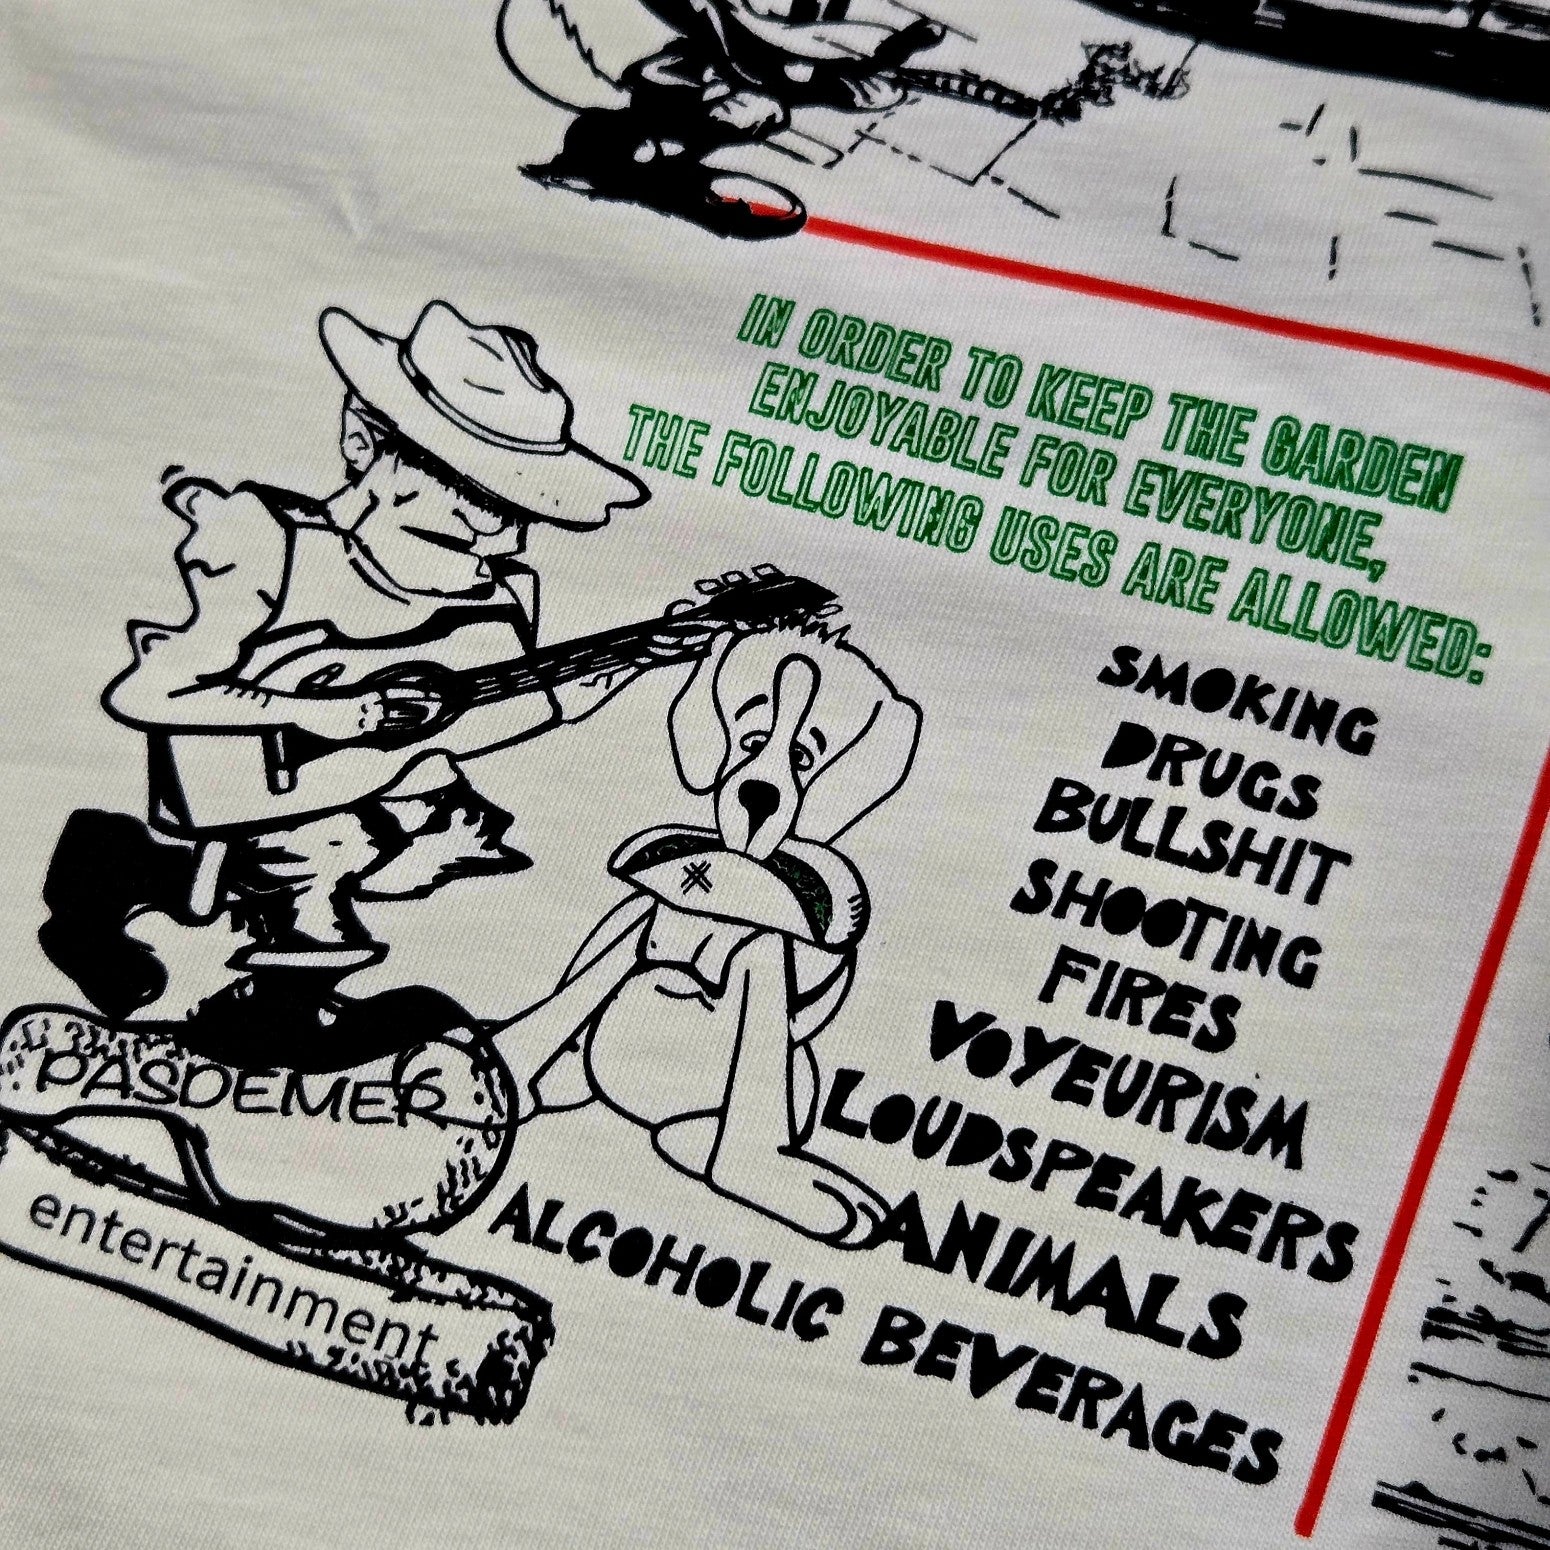 IN ORDER TO KEEP THE GARDEN
ENJOYABLE FOR EVERYONE,
THE FOLLOWING USES ARE ALLOWED:
SMOKING
DRUGS
BULLSHIT
SHOOTING
FIRES
VOYEURISM
LOUDSPEAKERS
ANIMALS
ALCOHOLIC BEVERAGES
PASDEMER
entertainment